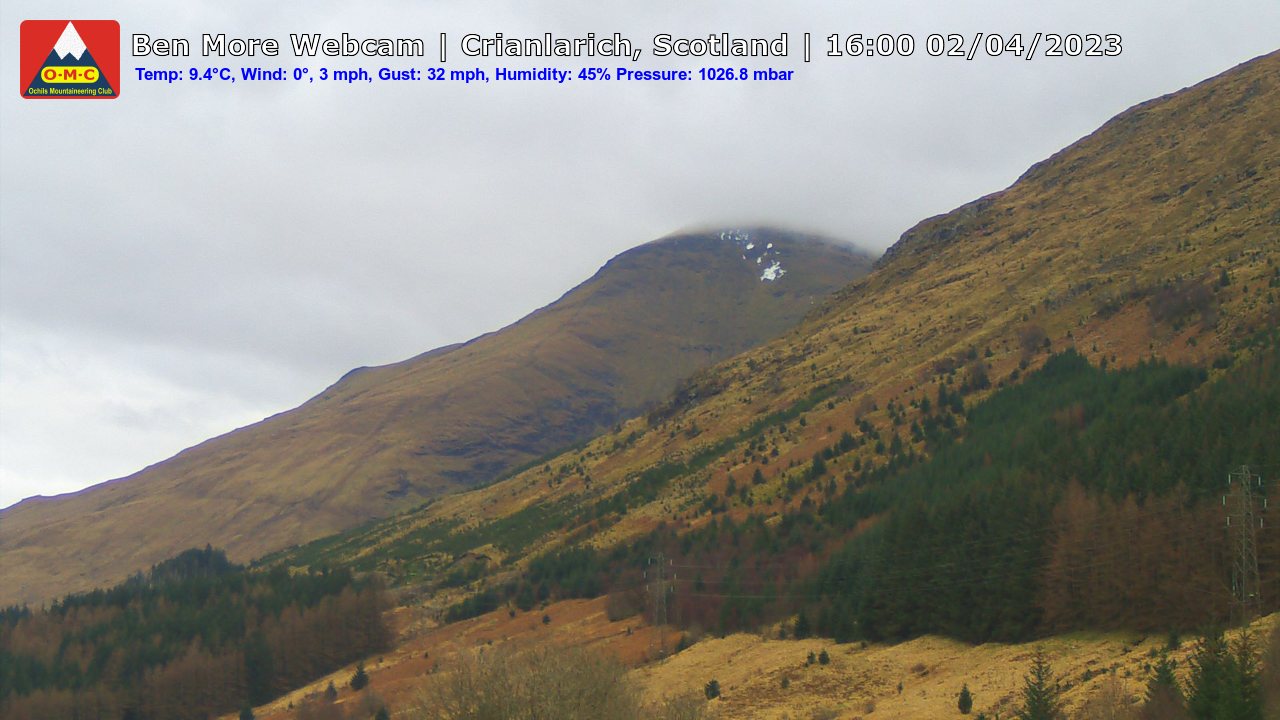 Ben More Webcam | Crianlarich, Scotland | 16:00 02/04/2023
Temp: 9.4°C, Wind: 0°, 3 mph, Gust: 32 mph, Humidity: 45% Pressure: 1026.8 mbar
O·M·C
Ochils Mountaineering Club